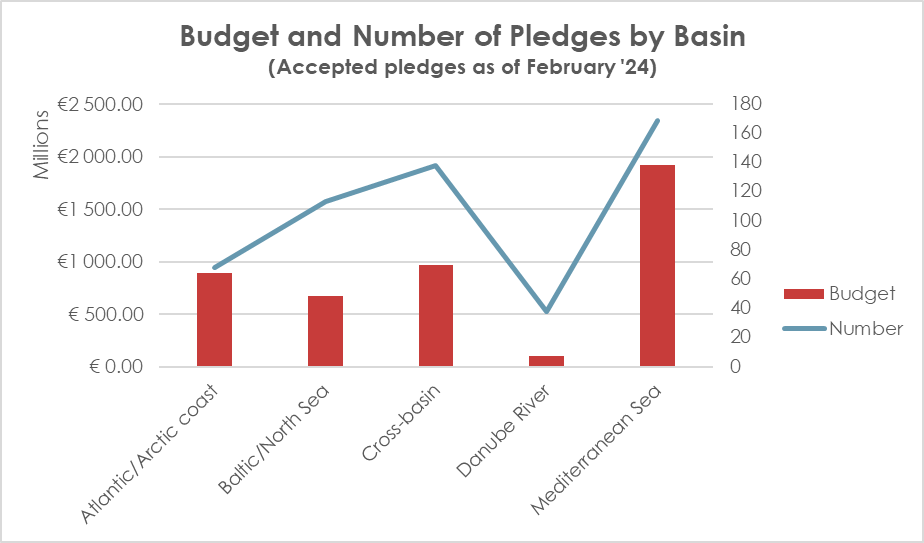 Budget and Number of Pledges by Basin
(Accepted pledges as of February '24)
Millions
€2 500.00
€2 000.00
€1 500.00
€1 000.00
€ 500.00
€ 0.00
180
160
140
120
100
80
60
40
20
0
Atlantic/Arctic coast
Baltic/North Sea
Cross-basin
Danube River
Mediterranean Sea
Budget
Number